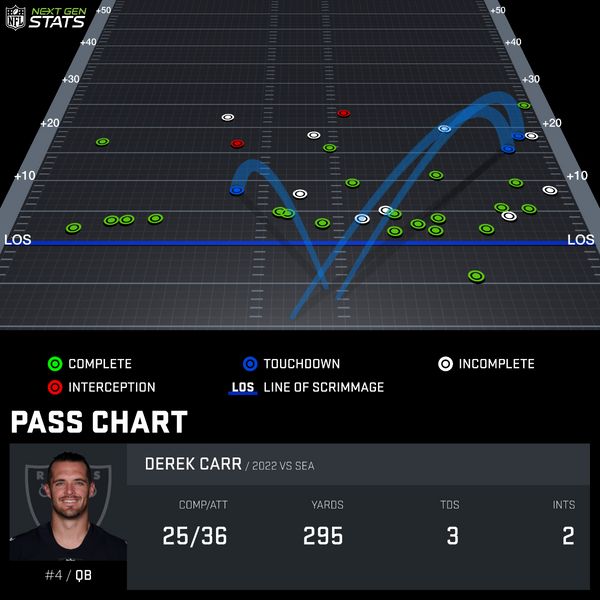 NFL NEXT GEN STATS
+50 +50
+40 +40
+30 +30
+20 +20
+10 +10
LOS LOS
COMPLETE TOUCHDOWN INCOMPLETE
INTERCEPTION LOS LINE OF SCRIMMAGE
PASS CHART
DEREK CARR / 2022 VS SEA
COMP/ATT YARDS TDS INTS
25/36 295 3 2
#4 / QB